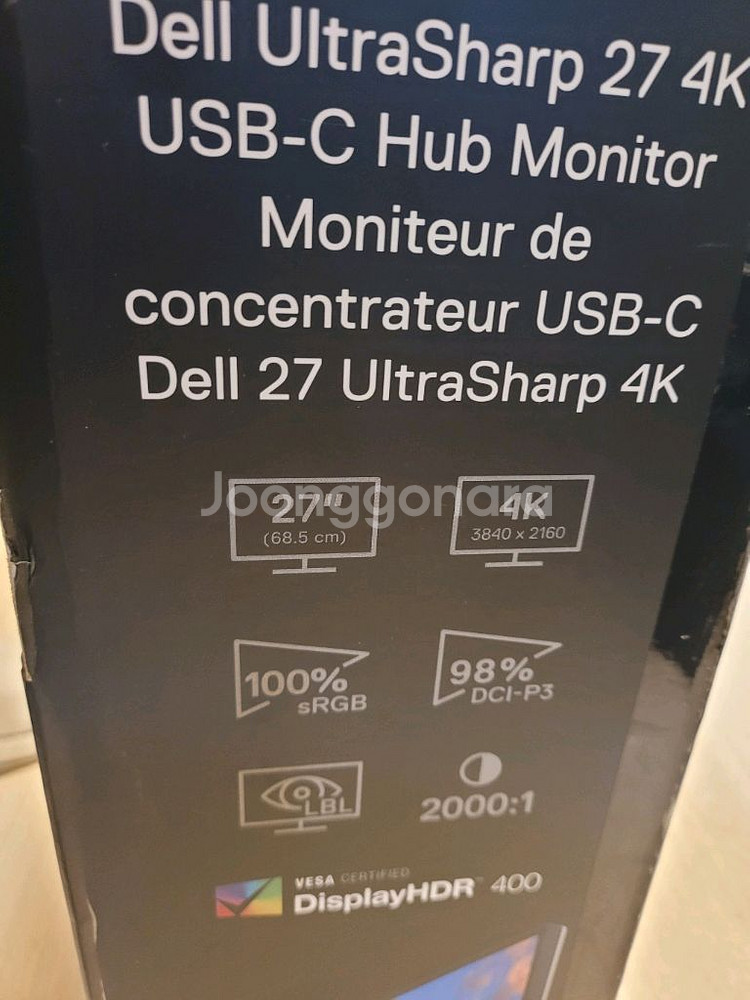 Dell UltraSharp 27 4K
USB-C Hub Monitor
Moniteur de
concentrateur USB-C
Dell 27 UltraSharp 4K
Joonggonara
27"
(68.5 cm)
4K
3840 x 2160
100%
sRGB
98%
DCI-P3
LBL
2000:1
VESA CERTIFIED
DisplayHDR™ 400